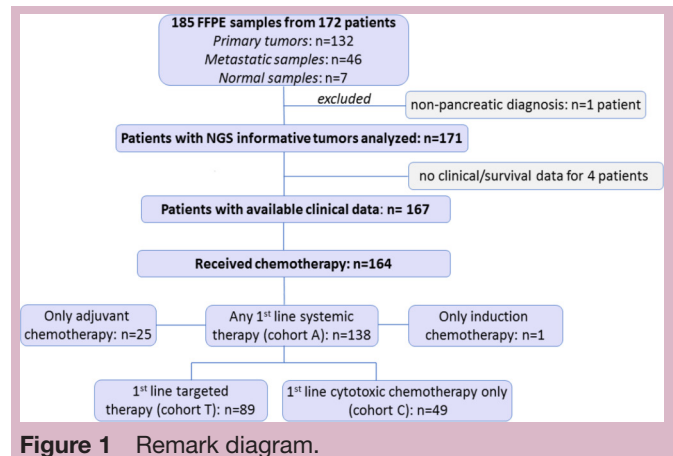 185 FFPE samples from 172 patients
Primary tumors: n=132
Metastatic samples: n=46
Normal samples: n=7
excluded
non-pancreatic diagnosis: n=1 patient
Patients with NGS informative tumors analyzed: n=171
no clinical/survival data for 4 patients
Patients with available clinical data: n= 167
Received chemotherapy: n=164
Only adjuvant
chemotherapy: n=25
Any 1st line systemic
therapy (cohort A): n=138
Only induction
chemotherapy: n=1
1st line targeted
therapy (cohort T): n=89
1st line cytotoxic chemotherapy only
(cohort C): n=49
Figure 1 Remark diagram.